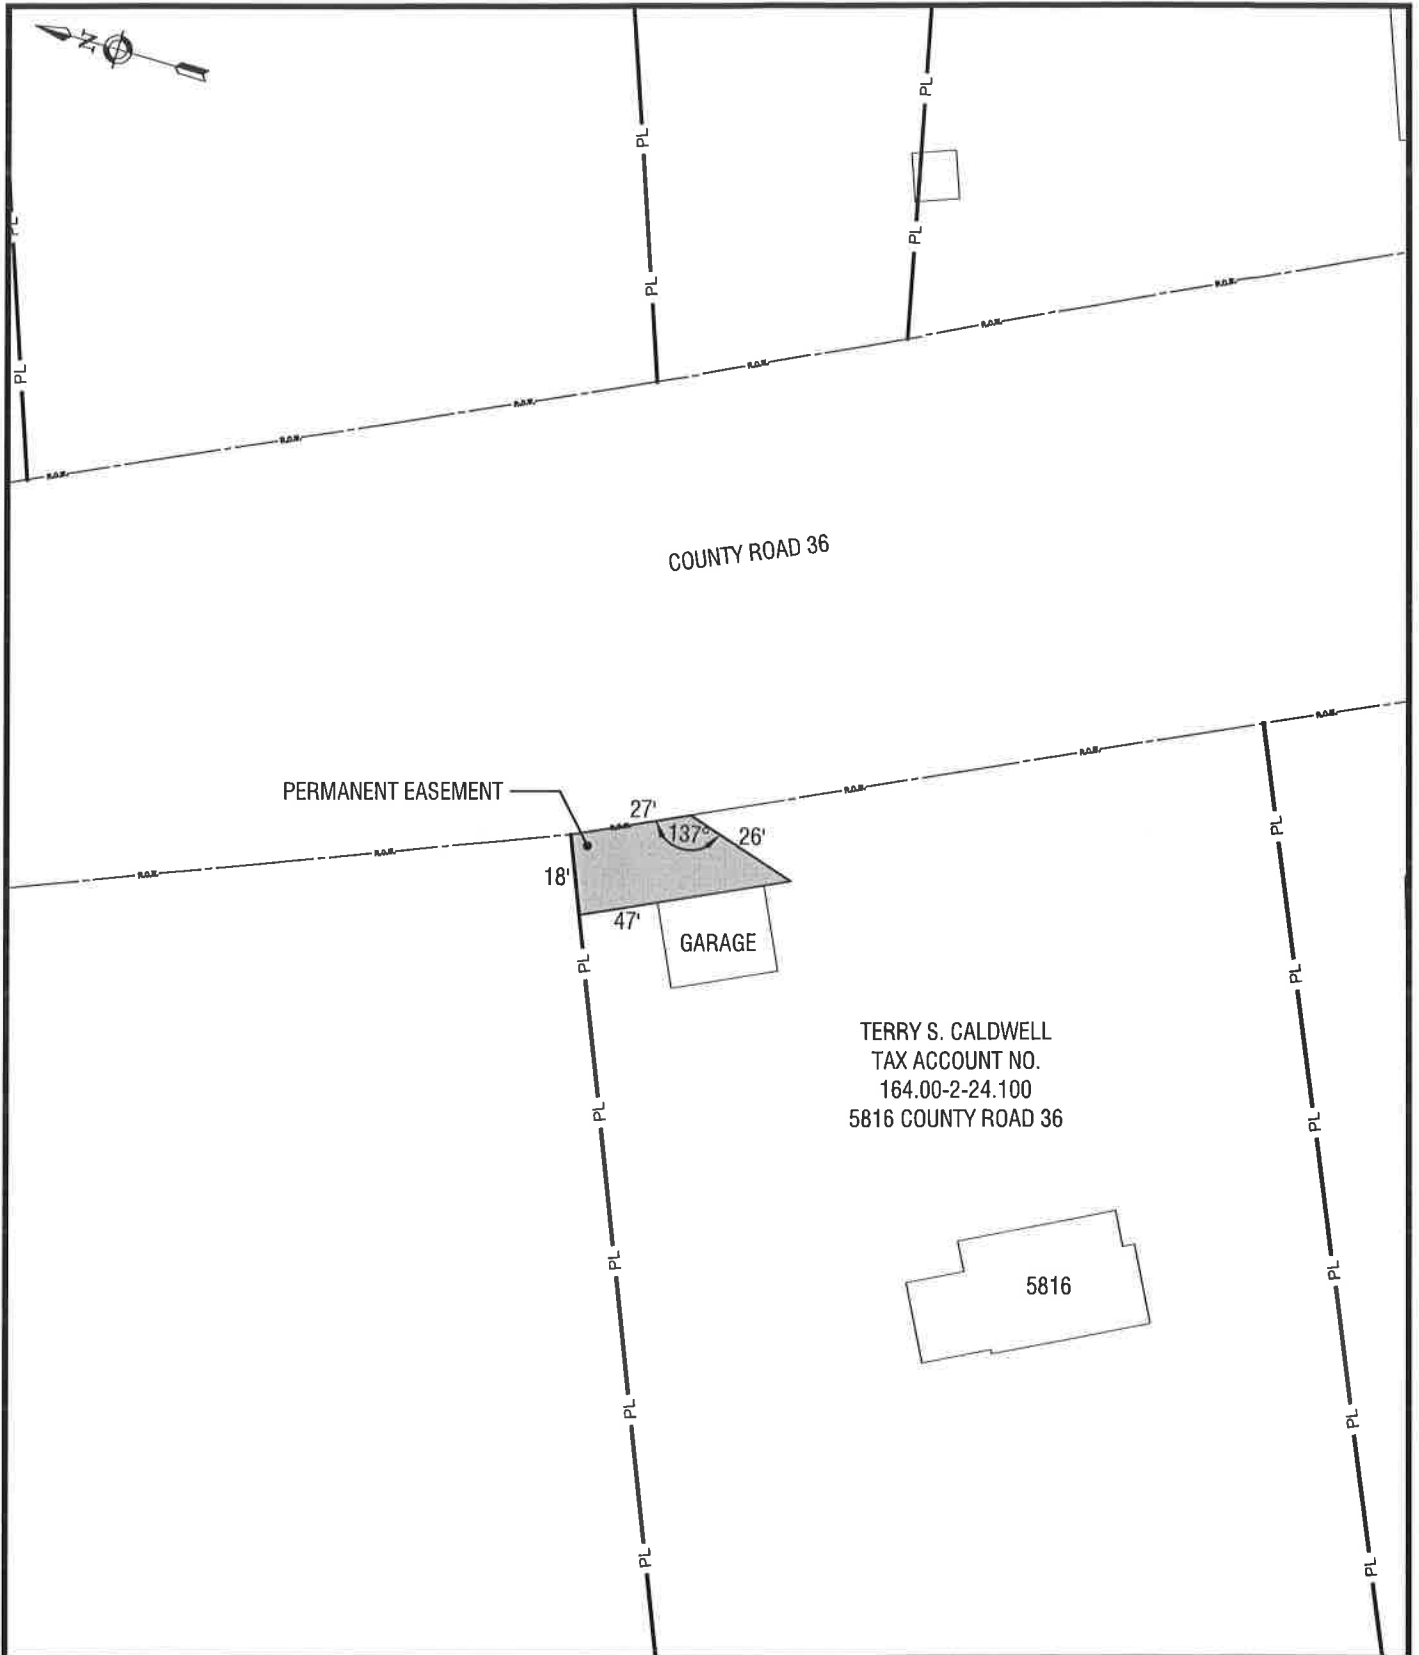 N
PL
PL
PL
PL
PL
PL
R.O.W.
R.O.W.
R.O.W.
R.O.W.
R.O.W.
R.O.W.
COUNTY ROAD 36
R.O.W.
R.O.W.
R.O.W.
R.O.W.
R.O.W.
R.O.W.
PERMANENT EASEMENT
27'
137°
26'
18'
47'
GARAGE
PL
PL
PL
PL
PL
TERRY S. CALDWELL
TAX ACCOUNT NO.
164.00-2-24.100
5816 COUNTY ROAD 36
5816
PL
PL
PL
PL
PL
PL